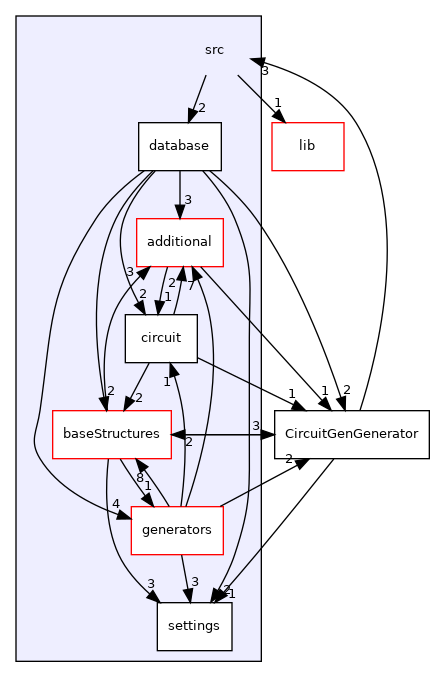 src
3
1
2
database
lib
3
additional
3
2
1
7
2
circuit
1
2
1
1
2
baseStructures
2
3
CircuitGenGenerator
8
1
2
4
generators
3
3
2
1
settings